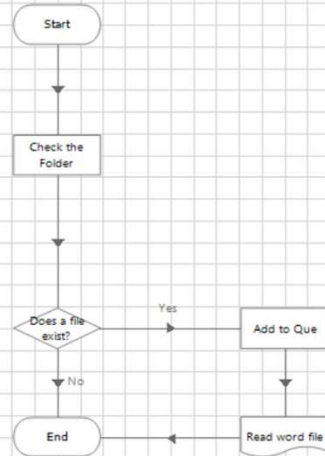 Start
Check the
Folder
Does a file
exist?
Yes
Add to Que
No
End
Read word file